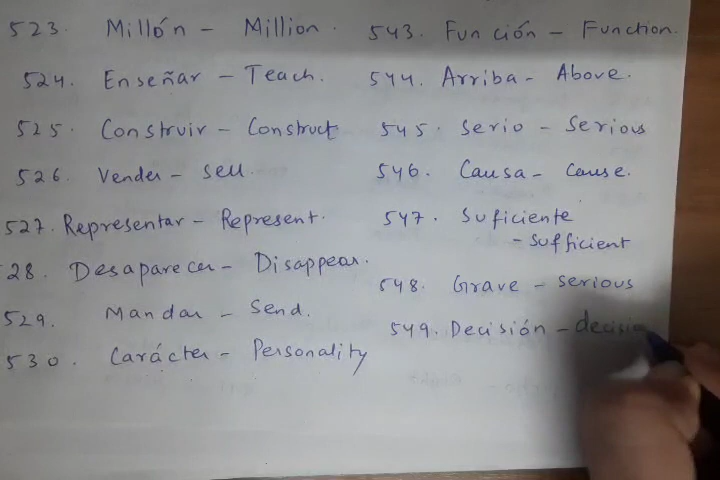 523. Millón - Million.
524. Enseñar - Teach.
525. Construir - Construct
526. Vender - sell.
527. Representar - Represent.
28. Desaparecer - Disappear.
529. Mandar - Send.
530. Carácter - Personality
543. Función - Function.
544. Arriba - Above.
545. Serio - Serious
546. Causa - Cause.
547. Suficiente
- sufficient
548. Grave - serious
549. Decisión - decisio